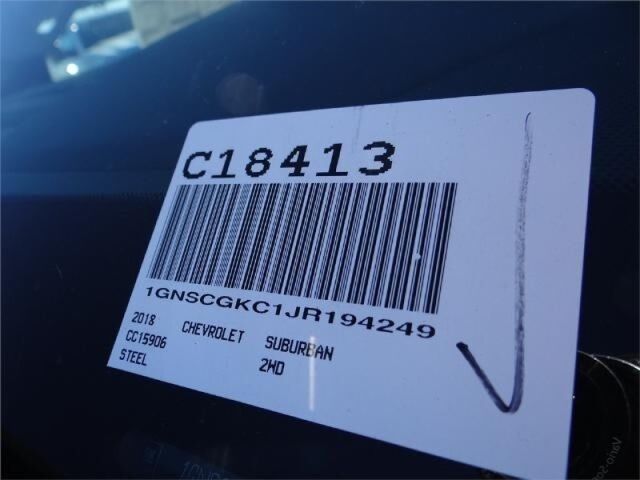 C18413
1GNSCGKC1JR194249
2018 CHEVROLET SUBURBAN
CC15906 2WD
STEEL